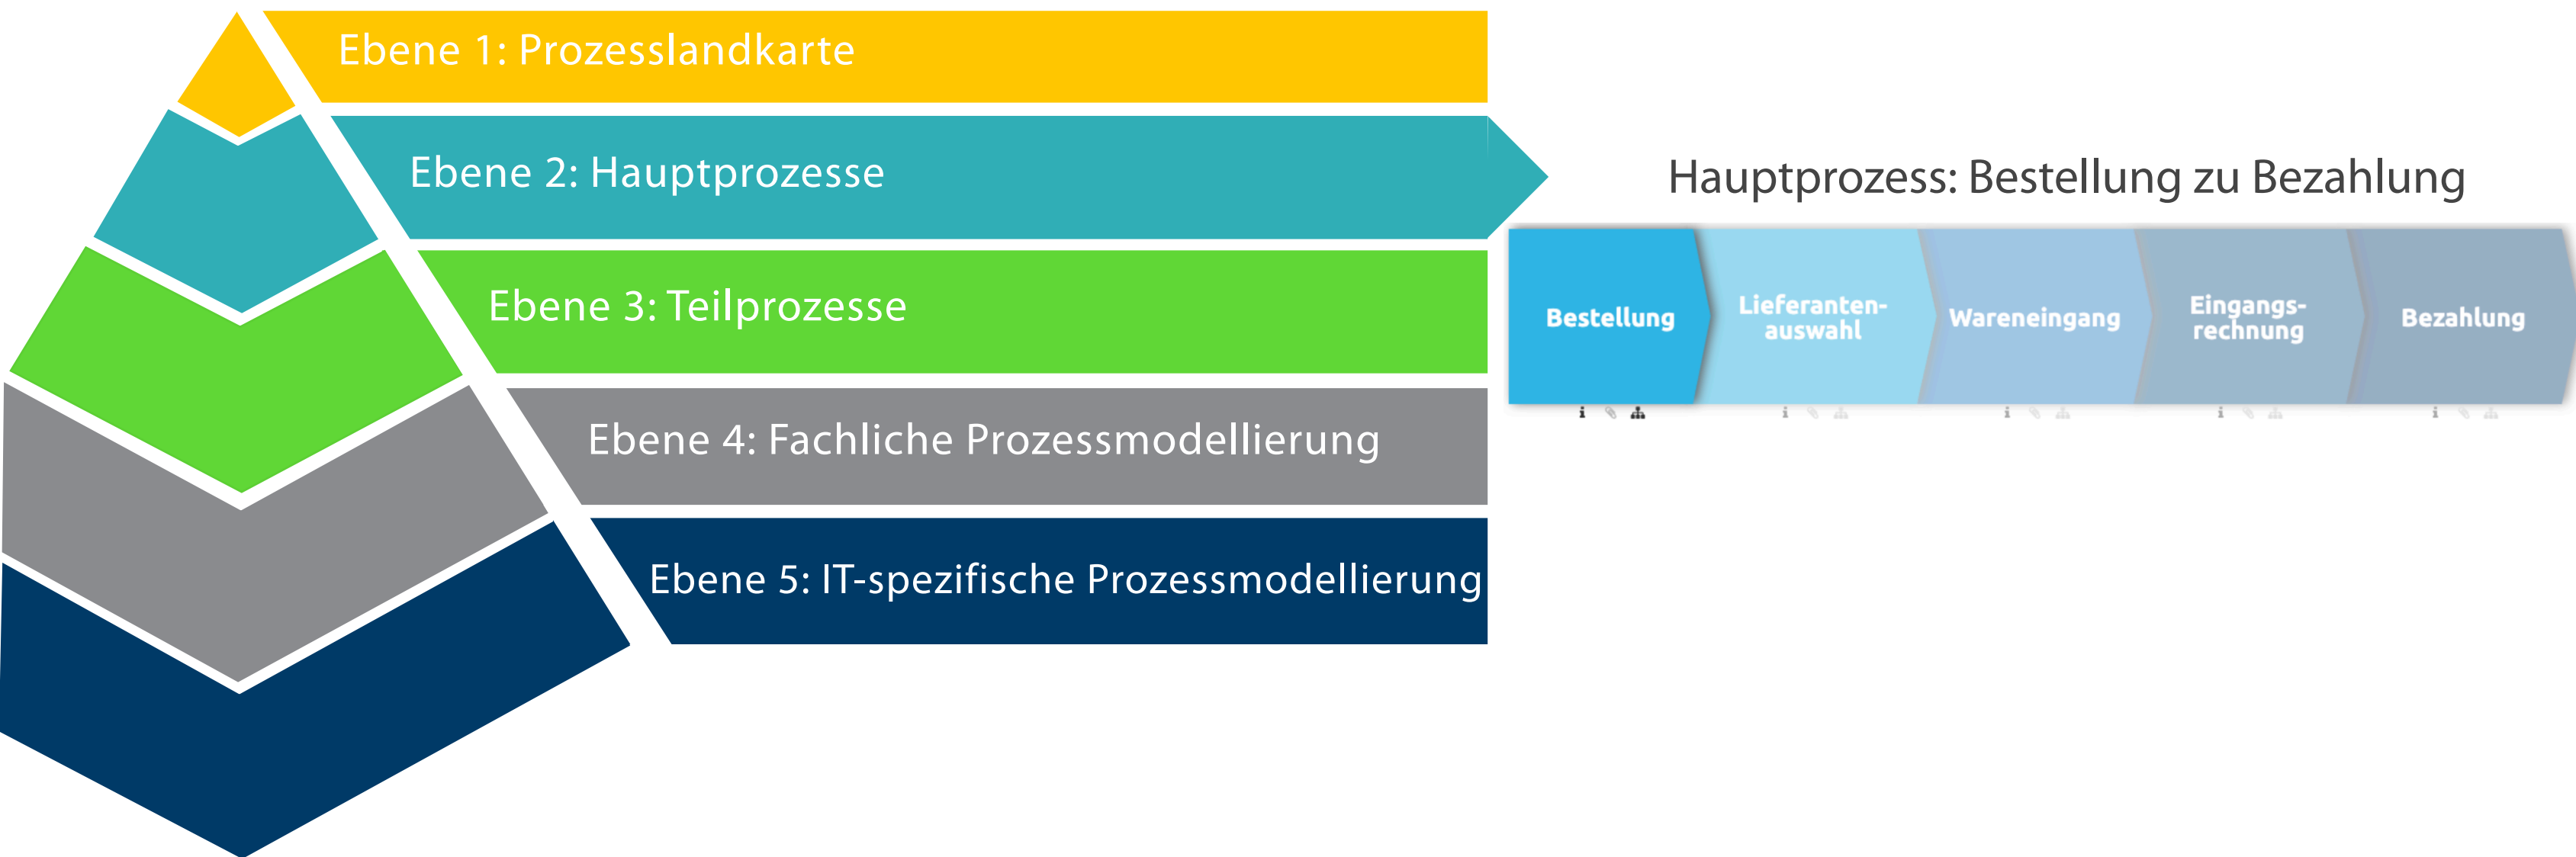 Ebene 1: Prozesslandkarte
Ebene 2: Hauptprozesse
Ebene 3: Teilprozesse
Ebene 4: Fachliche Prozessmodellierung
Ebene 5: IT-spezifische Prozessmodellierung
Hauptprozess: Bestellung zu Bezahlung
Bestellung
Lieferanten-
auswahl
Wareneingang
Eingangs-
rechnung
Bezahlung